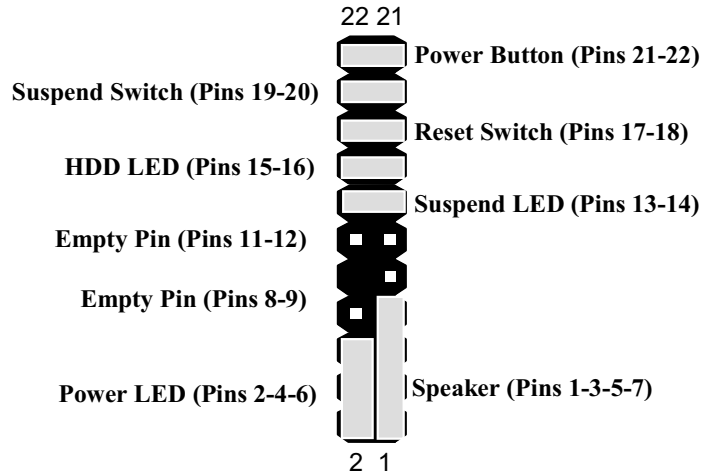 22 21
Power Button (Pins 21-22)
Suspend Switch (Pins 19-20)
Reset Switch (Pins 17-18)
HDD LED (Pins 15-16)
Suspend LED (Pins 13-14)
Empty Pin (Pins 11-12)
Empty Pin (Pins 8-9)
Power LED (Pins 2-4-6)
Speaker (Pins 1-3-5-7)
2 1